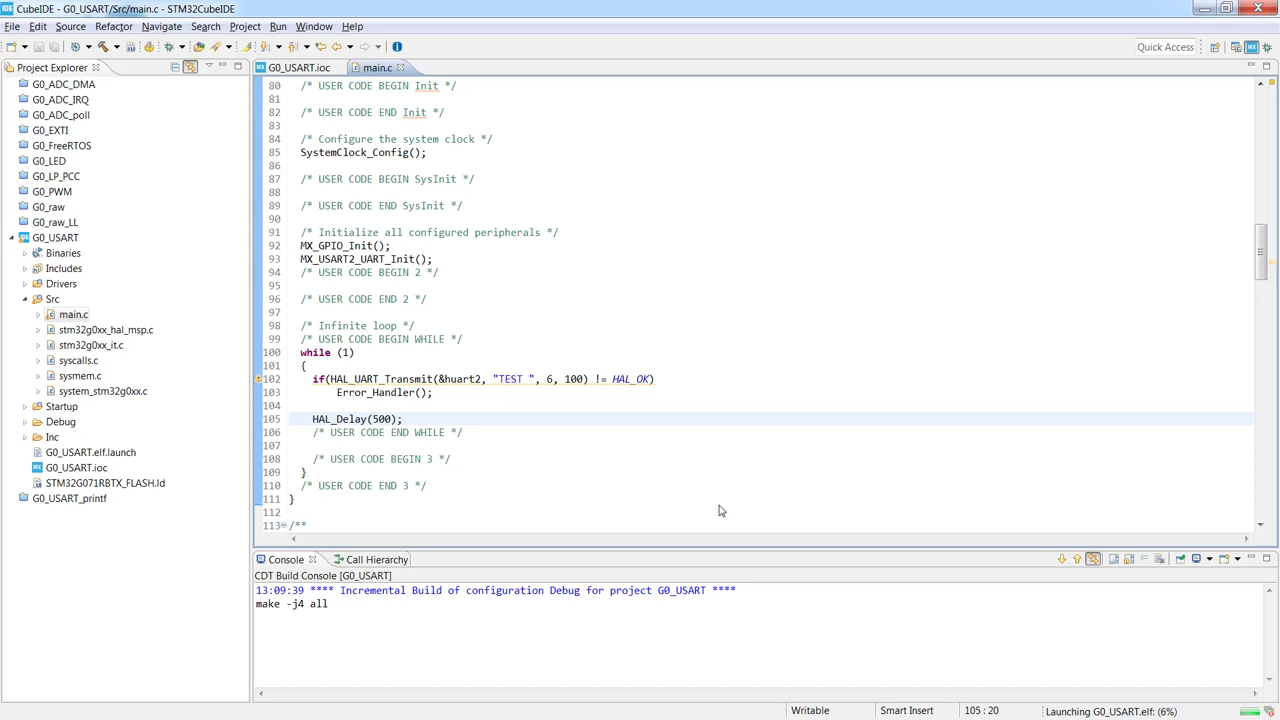 CubeIDE - G0_USART/Src/main.c - STM32CubeIDE
File Edit Source Refactor Navigate Search Project Run Window Help
Quick Access
Project Explorer
G0_ADC_DMA
G0_ADC_IRQ
G0_ADC_poll
G0_EXTI
G0_FreeRTOS
G0_LED
G0_LP_PCC
G0_PWM
G0_raw
G0_raw_LL
G0_USART
Binaries
Includes
Drivers
Src
main.c
stm32g0xx_hal_msp.c
stm32g0xx_it.c
syscalls.c
sysmem.c
system_stm32g0xx.c
Startup
Debug
Inc
G0_USART.elf.launch
G0_USART.ioc
STM32G071RBTX_FLASH.ld
G0_USART_printf
G0_USART.ioc main.c
80 /* USER CODE BEGIN Init */
81
82 /* USER CODE END Init */
83
84 /* Configure the system clock */
85 SystemClock_Config();
86
87 /* USER CODE BEGIN SysInit */
88
89 /* USER CODE END SysInit */
90
91 /* Initialize all configured peripherals */
92 MX_GPIO_Init();
93 MX_USART2_UART_Init();
94 /* USER CODE BEGIN 2 */
95
96 /* USER CODE END 2 */
97
98 /* Infinite loop */
99 /* USER CODE BEGIN WHILE */
100 while (1)
101 {
102 if(HAL_UART_Transmit(&huart2, "TEST ", 6, 100) != HAL_OK)
103 Error_Handler();
104
105 HAL_Delay(500);
106 /* USER CODE END WHILE */
107
108 /* USER CODE BEGIN 3 */
109 }
110 /* USER CODE END 3 */
111 }
112
113 /**
Console Call Hierarchy
CDT Build Console [G0_USART]
13:09:39 **** Incremental Build of configuration Debug for project G0_USART ****
make -j4 all
Writable Smart Insert 105 : 20 Launching G0_USART.elf: (6%)